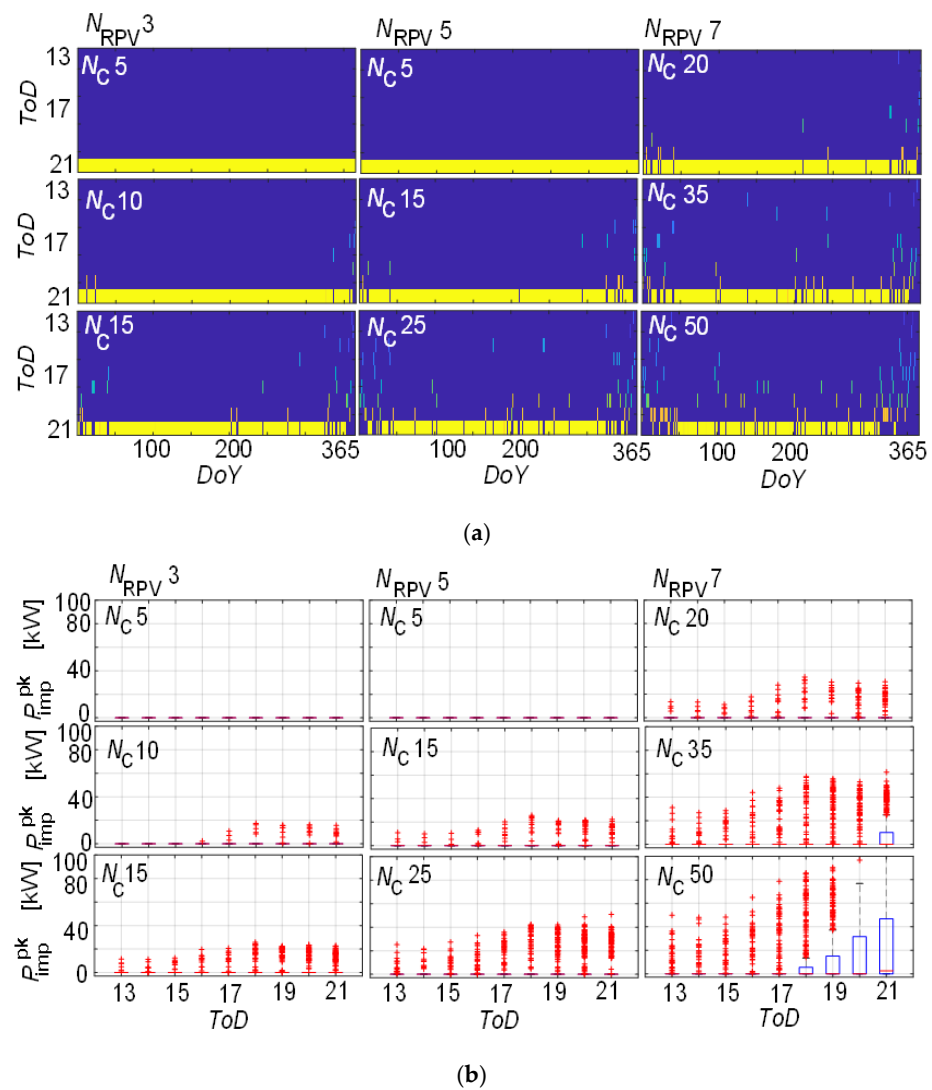 N_RPV 3 N_RPV 5 N_RPV 7
13 N_C 5 N_C 5 N_C 20
ToD 17
21
13 N_C 10 N_C 15 N_C 35
ToD 17
21
13 N_C 15 N_C 25 N_C 50
ToD 17
21
100 200 365 100 200 365 100 200 365
DoY DoY DoY
(a)
N_RPV 3 N_RPV 5 N_RPV 7
100 N_C 5 N_C 5 N_C 20
80
P_imp^pk [kW] 40
0
100 N_C 10 N_C 15 N_C 35
80
P_imp^pk [kW] 40
0
100 N_C 15 N_C 25 N_C 50
80
P_imp^pk [kW] 40
0
13 15 17 19 21 13 15 17 19 21 13 15 17 19 21
ToD ToD ToD
(b)